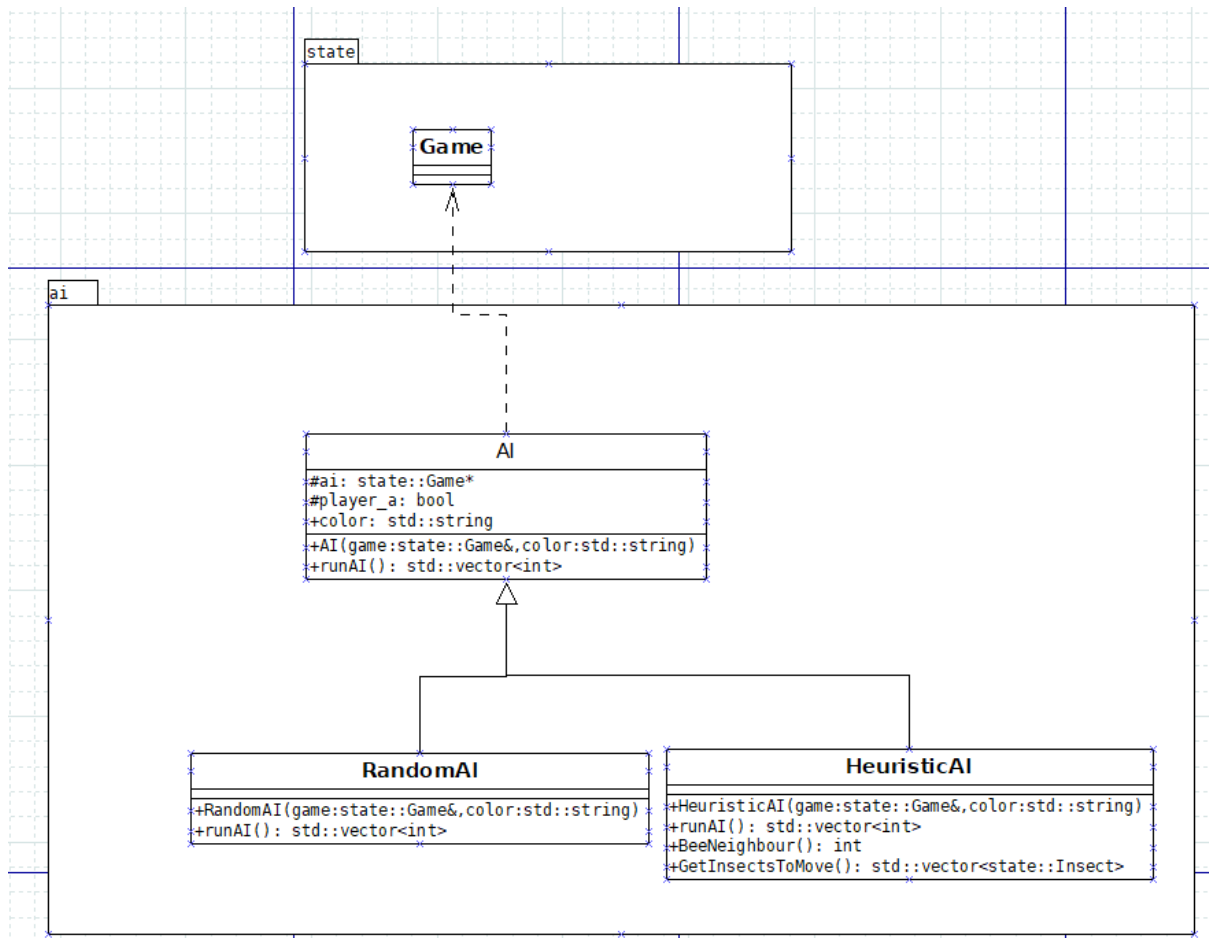 state
Game
ai
AI
#ai: state::Game*
#player_a: bool
+color: std::string
+AI(game:state::Game&,color:std::string)
+runAI(): std::vector<int>
RandomAI
+RandomAI(game:state::Game&,color:std::string)
+runAI(): std::vector<int>
HeuristicAI
+HeuristicAI(game:state::Game&,color:std::string)
+runAI(): std::vector<int>
+BeeNeighbour(): int
+GetInsectsToMove(): std::vector<state::Insect>